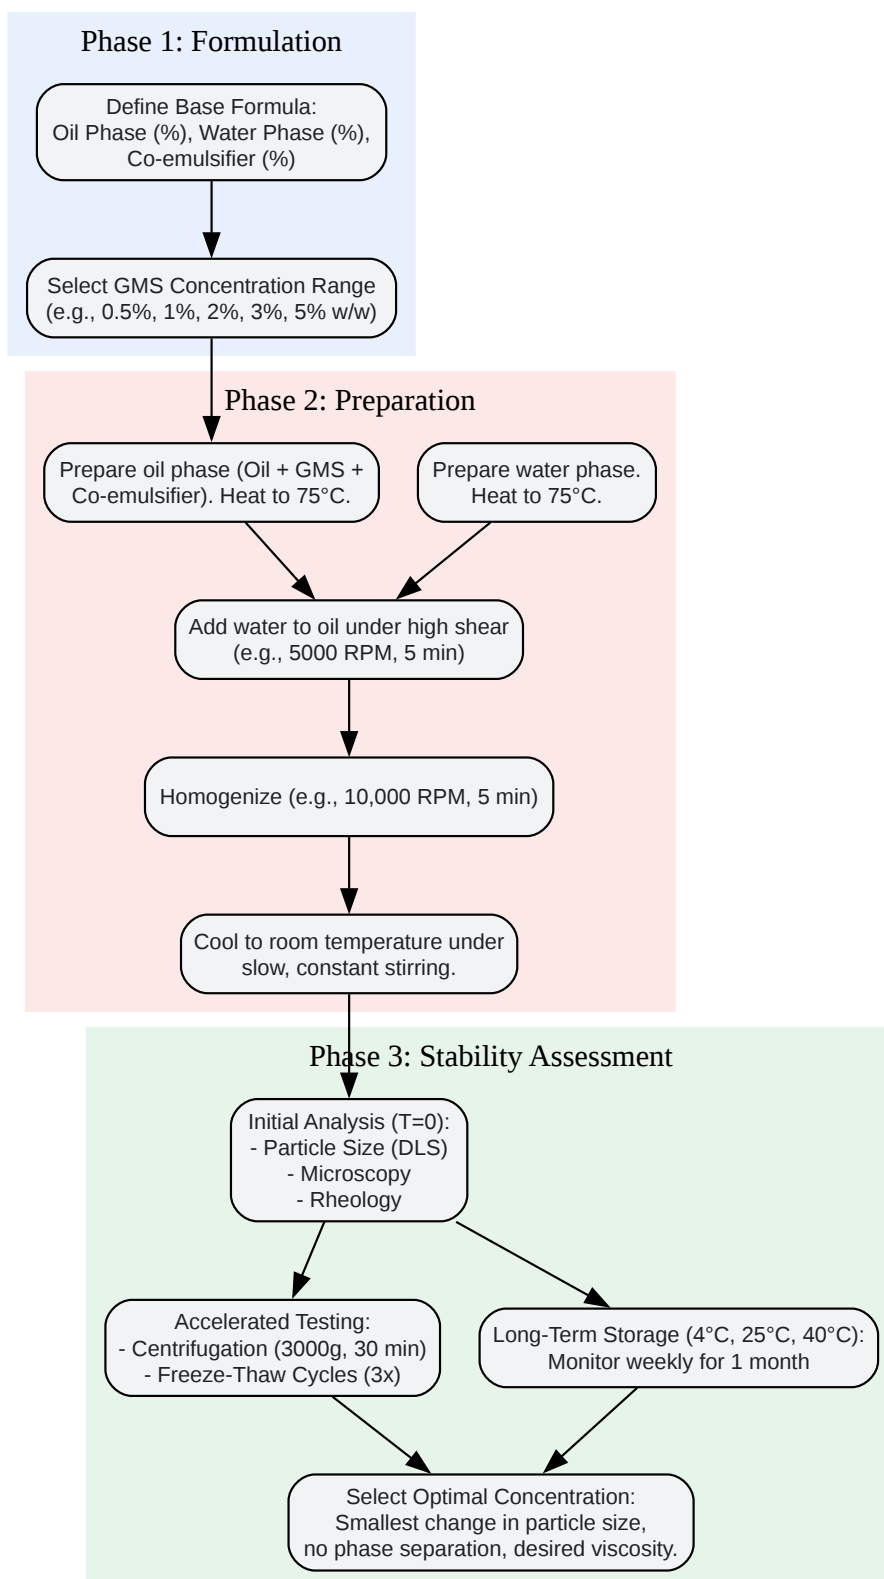 Phase 1: Formulation
Define Base Formula:
Oil Phase (%), Water Phase (%),
Co-emulsifier (%)
Select GMS Concentration Range
(e.g., 0.5%, 1%, 2%, 3%, 5% w/w)
Phase 2: Preparation
Prepare oil phase (Oil + GMS +
Co-emulsifier). Heat to 75°C.
Prepare water phase.
Heat to 75°C.
Add water to oil under high shear
(e.g., 5000 RPM, 5 min)
Homogenize (e.g., 10,000 RPM, 5 min)
Cool to room temperature under
slow, constant stirring.
Phase 3: Stability Assessment
Initial Analysis (T=0):
- Particle Size (DLS)
- Microscopy
- Rheology
Accelerated Testing:
- Centrifugation (3000g, 30 min)
- Freeze-Thaw Cycles (3x)
Long-Term Storage (4°C, 25°C, 40°C):
Monitor weekly for 1 month
Select Optimal Concentration:
Smallest change in particle size,
no phase separation, desired viscosity.